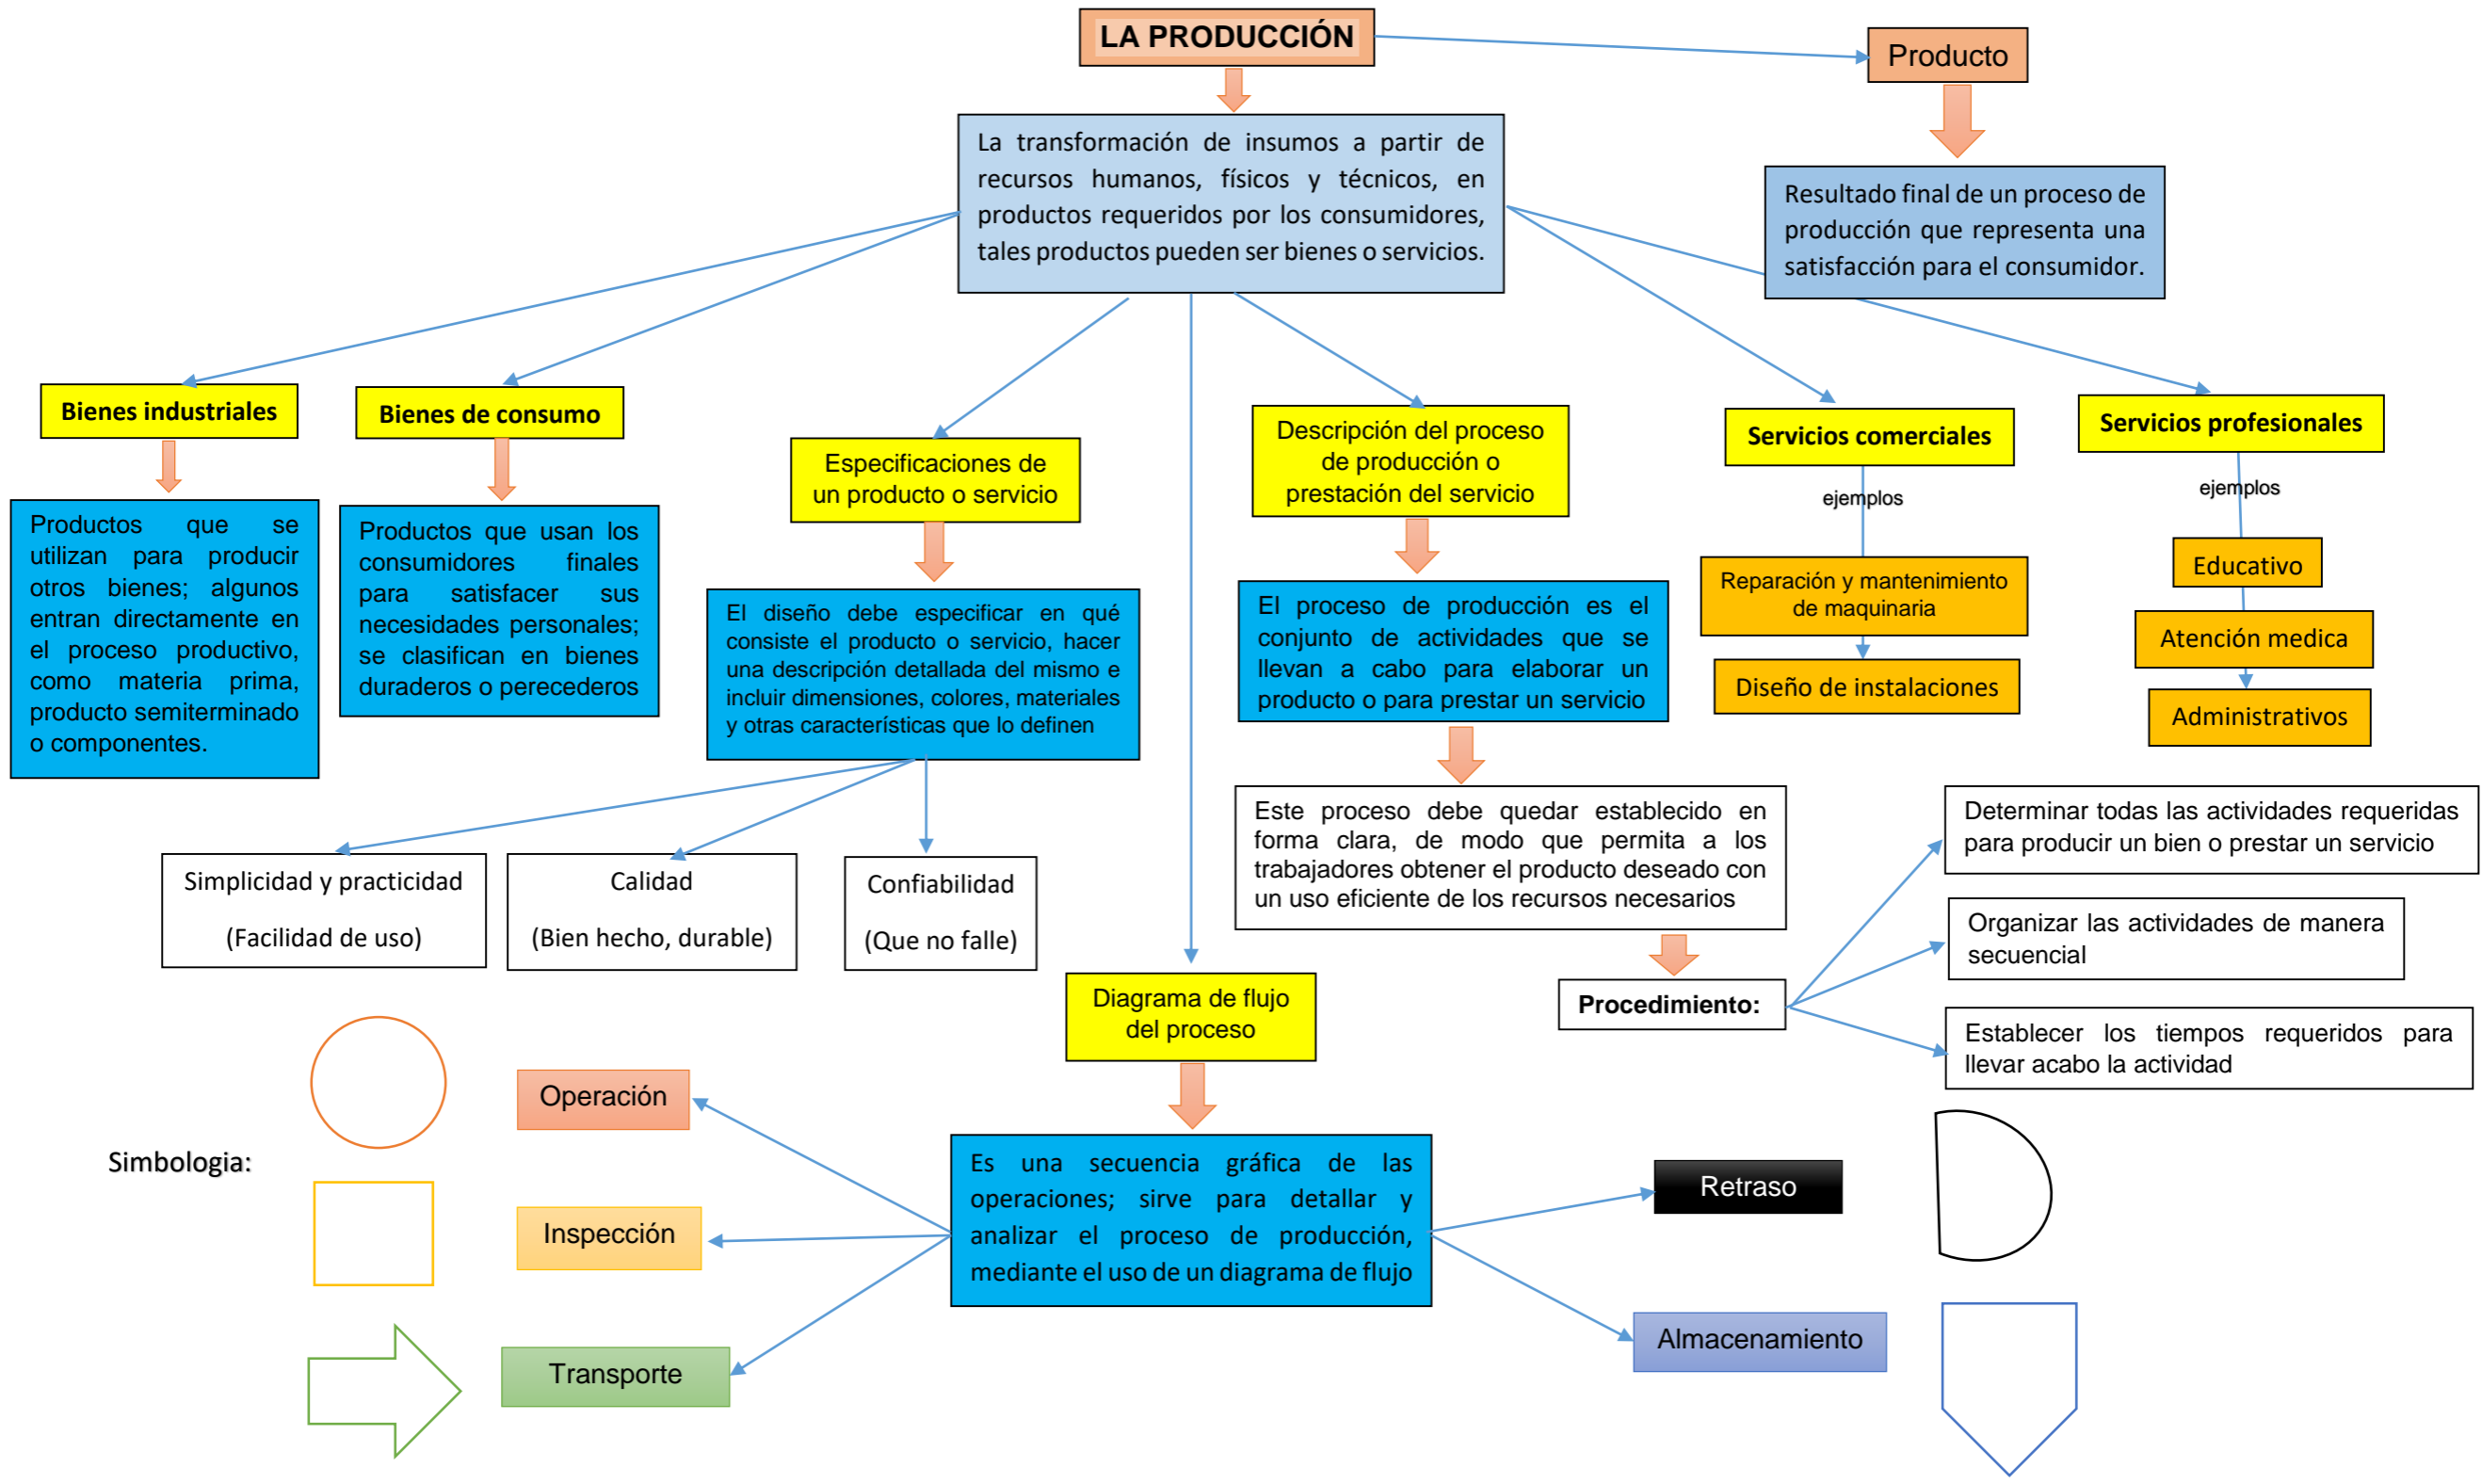 LA PRODUCCIÓN
Producto
La transformación de insumos a partir de
recursos humanos, físicos y técnicos, en
productos requeridos por los consumidores,
tales productos pueden ser bienes o servicios.
Resultado final de un proceso de
producción que representa una
satisfacción para el consumidor.
Bienes industriales
Bienes de consumo
Especificaciones de
un producto o servicio
Descripción del proceso
de producción o
prestación del servicio
Servicios comerciales
Servicios profesionales
Productos que se
utilizan para producir
otros bienes; algunos
entran directamente en
el proceso productivo,
como materia prima,
producto semiterminado
o componentes.
Productos que usan los
consumidores finales
para satisfacer sus
necesidades personales;
se clasifican en bienes
duraderos o perecederos
El diseño debe especificar en qué
consiste el producto o servicio, hacer
una descripción detallada del mismo e
incluir dimensiones, colores, materiales
y otras características que lo definen
El proceso de producción es el
conjunto de actividades que se
llevan a cabo para elaborar un
producto o para prestar un servicio
ejemplos
Reparación y mantenimiento
de maquinaria
Diseño de instalaciones
ejemplos
Educativo
Atención medica
Administrativos
Simplicidad y practicidad
(Facilidad de uso)
Calidad
(Bien hecho, durable)
Confiabilidad
(Que no falle)
Este proceso debe quedar establecido en
forma clara, de modo que permita a los
trabajadores obtener el producto deseado con
un uso eficiente de los recursos necesarios
Procedimiento:
Determinar todas las actividades requeridas
para producir un bien o prestar un servicio
Organizar las actividades de manera
secuencial
Establecer los tiempos requeridos para
llevar acabo la actividad
Diagrama de flujo
del proceso
Es una secuencia gráfica de las
operaciones; sirve para detallar y
analizar el proceso de producción,
mediante el uso de un diagrama de flujo
Simbologia:
Operación
Inspección
Transporte
Retraso
Almacenamiento